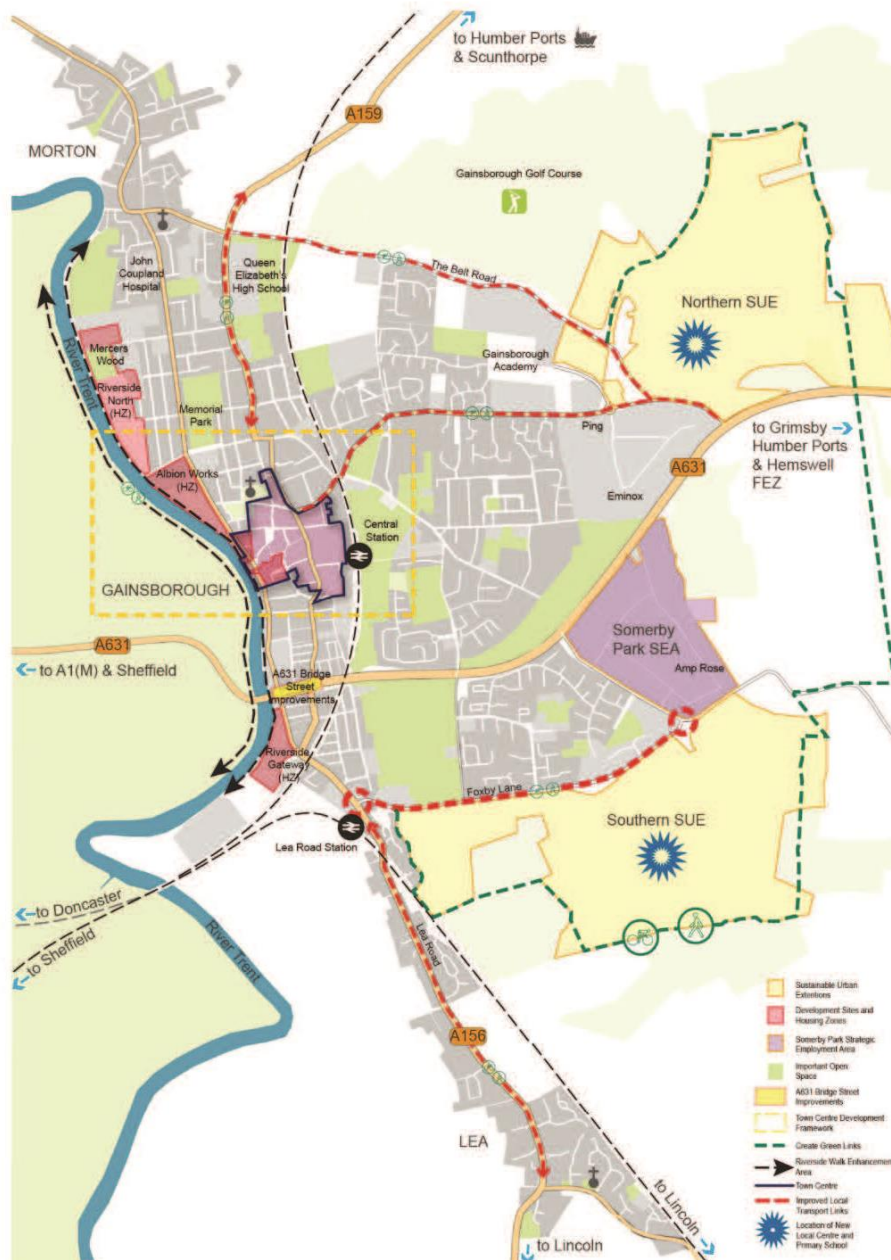 to Humber Ports
& Scunthorpe
A159
MORTON
Gainsborough Golf Course
John
Coupland
Hospital
Queen
Elizabeth's
High School
The Belt Road
Northern SUE
River Trent
Mercers
Wood
Gainsborough
Academy
Riverside
North
(HZ)
Memorial
Park
Ping
to Grimsby
Humber Ports
& Hemswell
FEZ
A631
Albion Works
(HZ)
Eminox
Central
Station
GAINSBOROUGH
Somerby
Park SEA
A631
to A1(M) & Sheffield
Amp Rose
A631 Bridge
Street
Improvements
Riverside
Gateway
(HZ)
Foxby Lane
Southern SUE
Lea Road Station
to Doncaster
to Sheffield
River Trent
Lea Road
A156
LEA
to Lincoln
to Lincoln
Sustainable Urban
Extentions
Development Sites and
Housing Zones
Somerby Park Strategic
Employment Area
Important Open
Space
A631 Bridge Street
Improvements
Town Centre Development
Framework
Create Green Links
Riverside Walk Enhancement
Area
Town Centre
Improved Local
Transport Links
Location of New
Local Centre and
Primary School